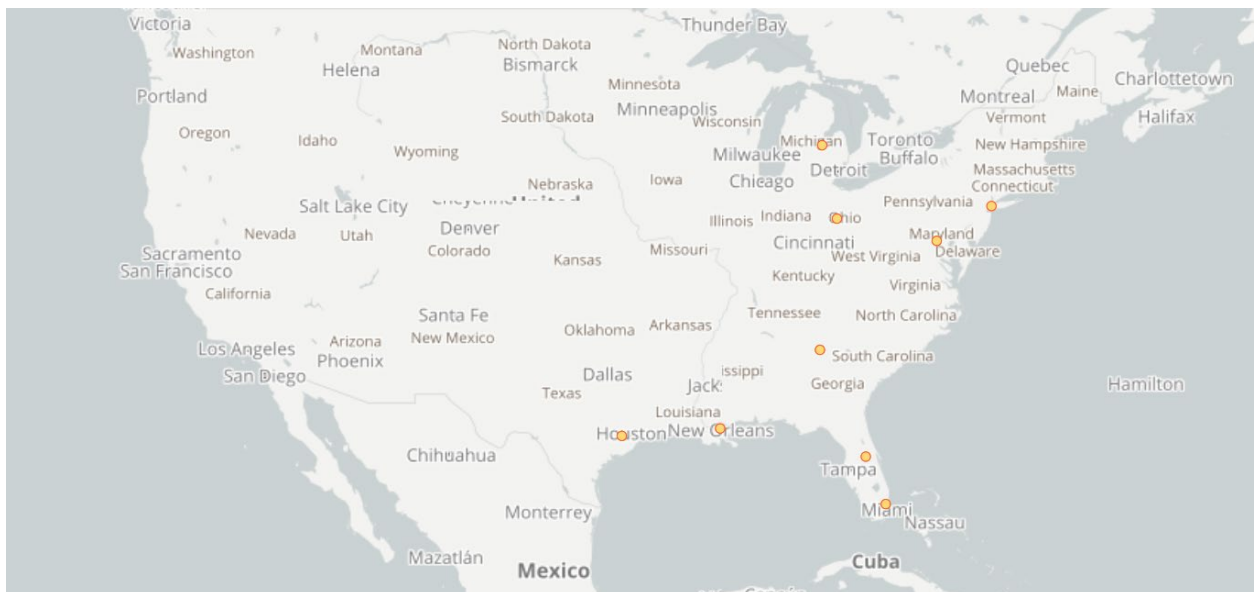 Victoria
Thunder Bay
Washington
Montana
North Dakota
Quebec
Bismarck
Helena
Charlottetown
Minnesota
Maine
Portland
Montreal
Minneapolis
South Dakota
Vermont
Halifax
Wisconsin
Oregon
Idaho
Michigan
Toronto
New Hampshire
Wyoming
Milwaukee
Buffalo
Detroit
Massachusetts
Nebraska
Iowa
Chicago
Connecticut
Salt Lake City
Cheyenne
United
Pennsylvania
Illinois
Indiana
Ohio
Nevada
Utah
Denver
Maryland
Sacramento
Colorado
Kansas
Missouri
Cincinnati
West Virginia
Delaware
San Francisco
Kentucky
California
Virginia
Santa Fe
Tennessee
North Carolina
New Mexico
Oklahoma
Arkansas
Arizona
Los Angeles
Phoenix
South Carolina
San Diego
Dallas
Jack
issippi
Georgia
Hamilton
Texas
Louisiana
Houston
New Orleans
Chihuahua
Tampa
Monterrey
Miami
Nassau
Mazatlán
Mexico
Cuba